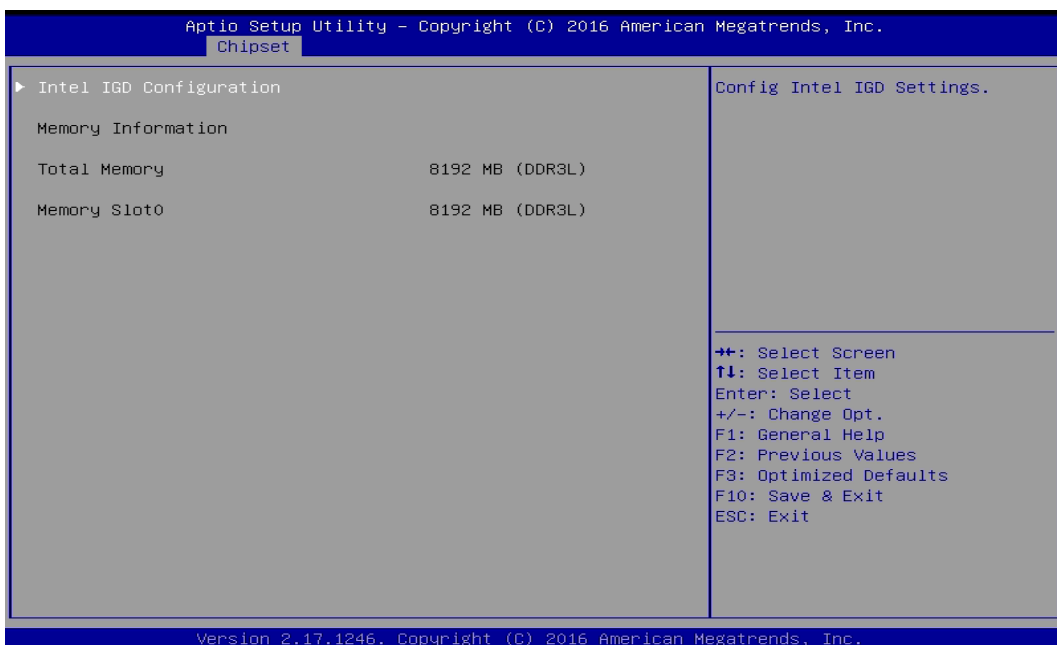 Aptio Setup Utility – Copyright (C) 2016 American Megatrends, Inc.
Chipset
▶ Intel IGD Configuration
Memory Information
Total Memory 8192 MB (DDR3L)
Memory Slot0 8192 MB (DDR3L)
Config Intel IGD Settings.
→←: Select Screen
↑↓: Select Item
Enter: Select
+/-: Change Opt.
F1: General Help
F2: Previous Values
F3: Optimized Defaults
F10: Save & Exit
ESC: Exit
Version 2.17.1246. Copyright (C) 2016 American Megatrends, Inc.